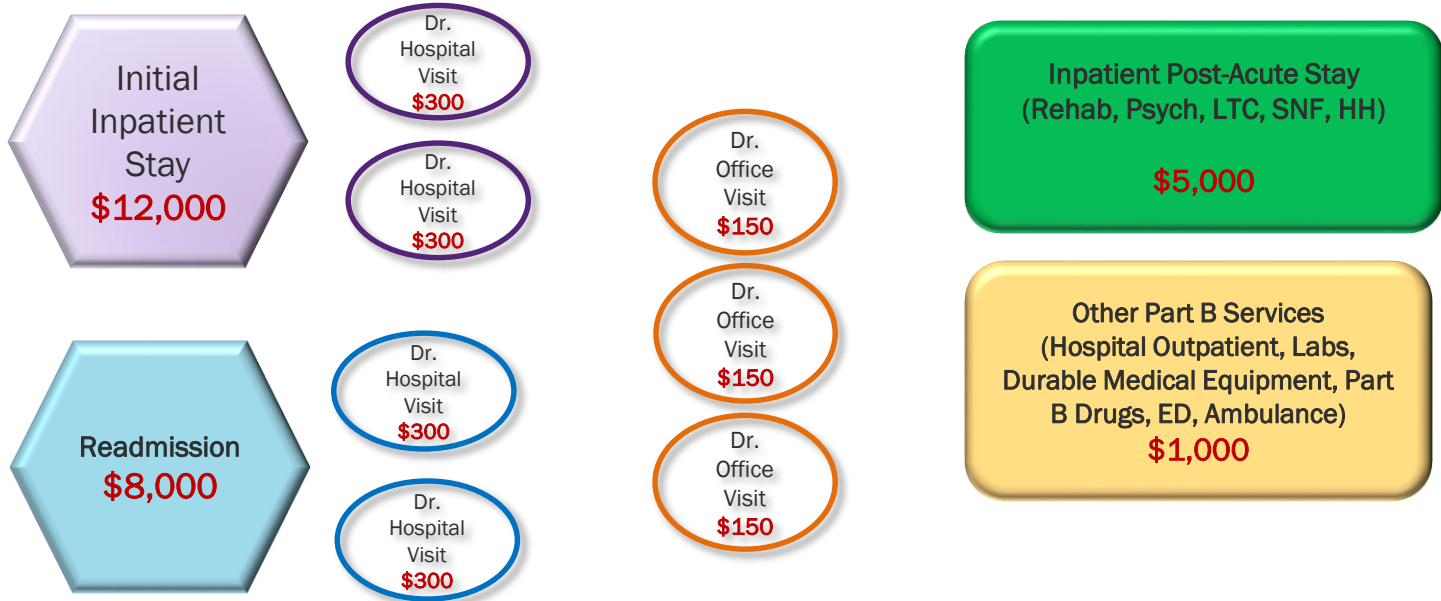 Initial
Inpatient
Stay
$12,000
Dr.
Hospital
Visit
$300
Dr.
Hospital
Visit
$300
Readmission
$8,000
Dr.
Hospital
Visit
$300
Dr.
Hospital
Visit
$300
Dr.
Office
Visit
$150
Dr.
Office
Visit
$150
Dr.
Office
Visit
$150
Inpatient Post-Acute Stay
(Rehab, Psych, LTC, SNF, HH)
$5,000
Other Part B Services
(Hospital Outpatient, Labs,
Durable Medical Equipment, Part
B Drugs, ED, Ambulance)
$1,000